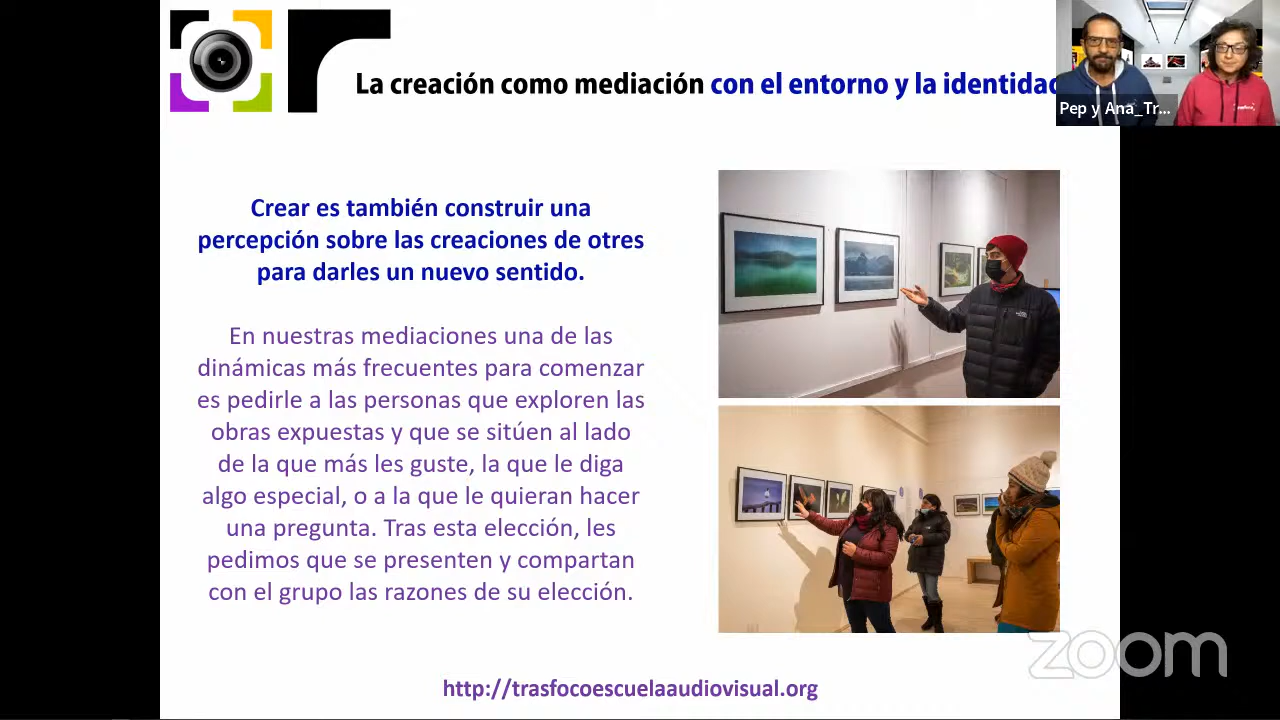 La creación como mediación con el entorno y la identidad
Pep y Ana_Tr...
Crear es también construir una
percepción sobre las creaciones de otres
para darles un nuevo sentido.
En nuestras mediaciones una de las
dinámicas más frecuentes para comenzar
es pedirle a las personas que exploren las
obras expuestas y que se sitúen al lado
de la que más les guste, la que le diga
algo especial, o a la que le quieran hacer
una pregunta. Tras esta elección, les
pedimos que se presenten y compartan
con el grupo las razones de su elección.
zoom
http://trasfocoescuelaaudiovisual.org